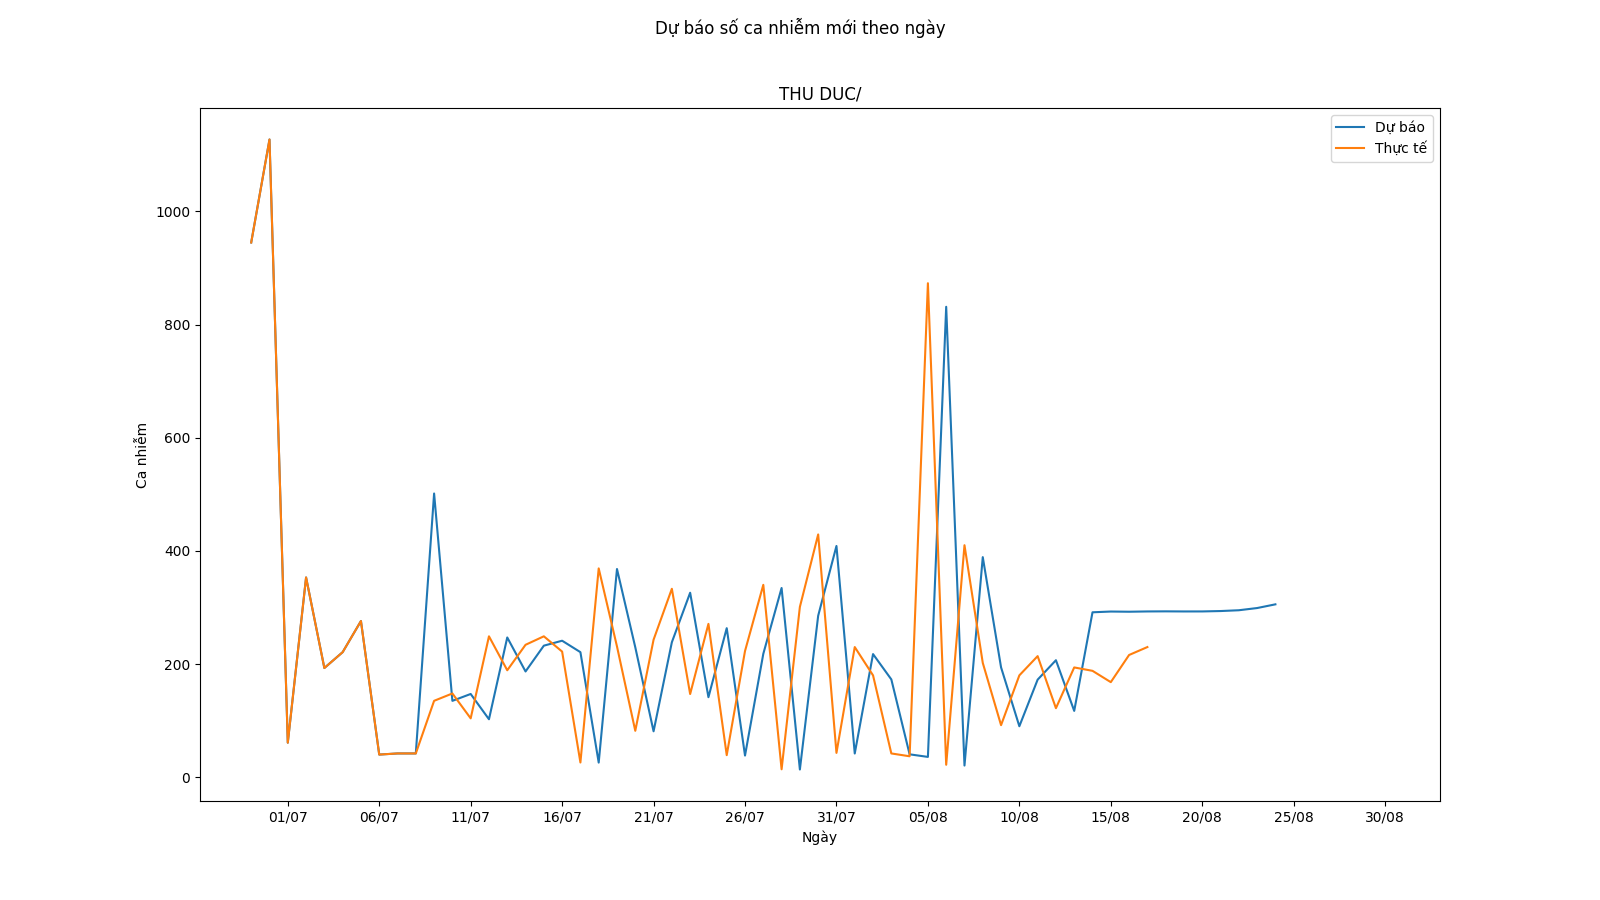 Dự báo số ca nhiễm mới theo ngày
THU DUC/
Dự báo
Thực tế
1000
800
600
400
200
0
Ca nhiễm
01/07 06/07 11/07 16/07 21/07 26/07 31/07 05/08 10/08 15/08 20/08 25/08 30/08
Ngày